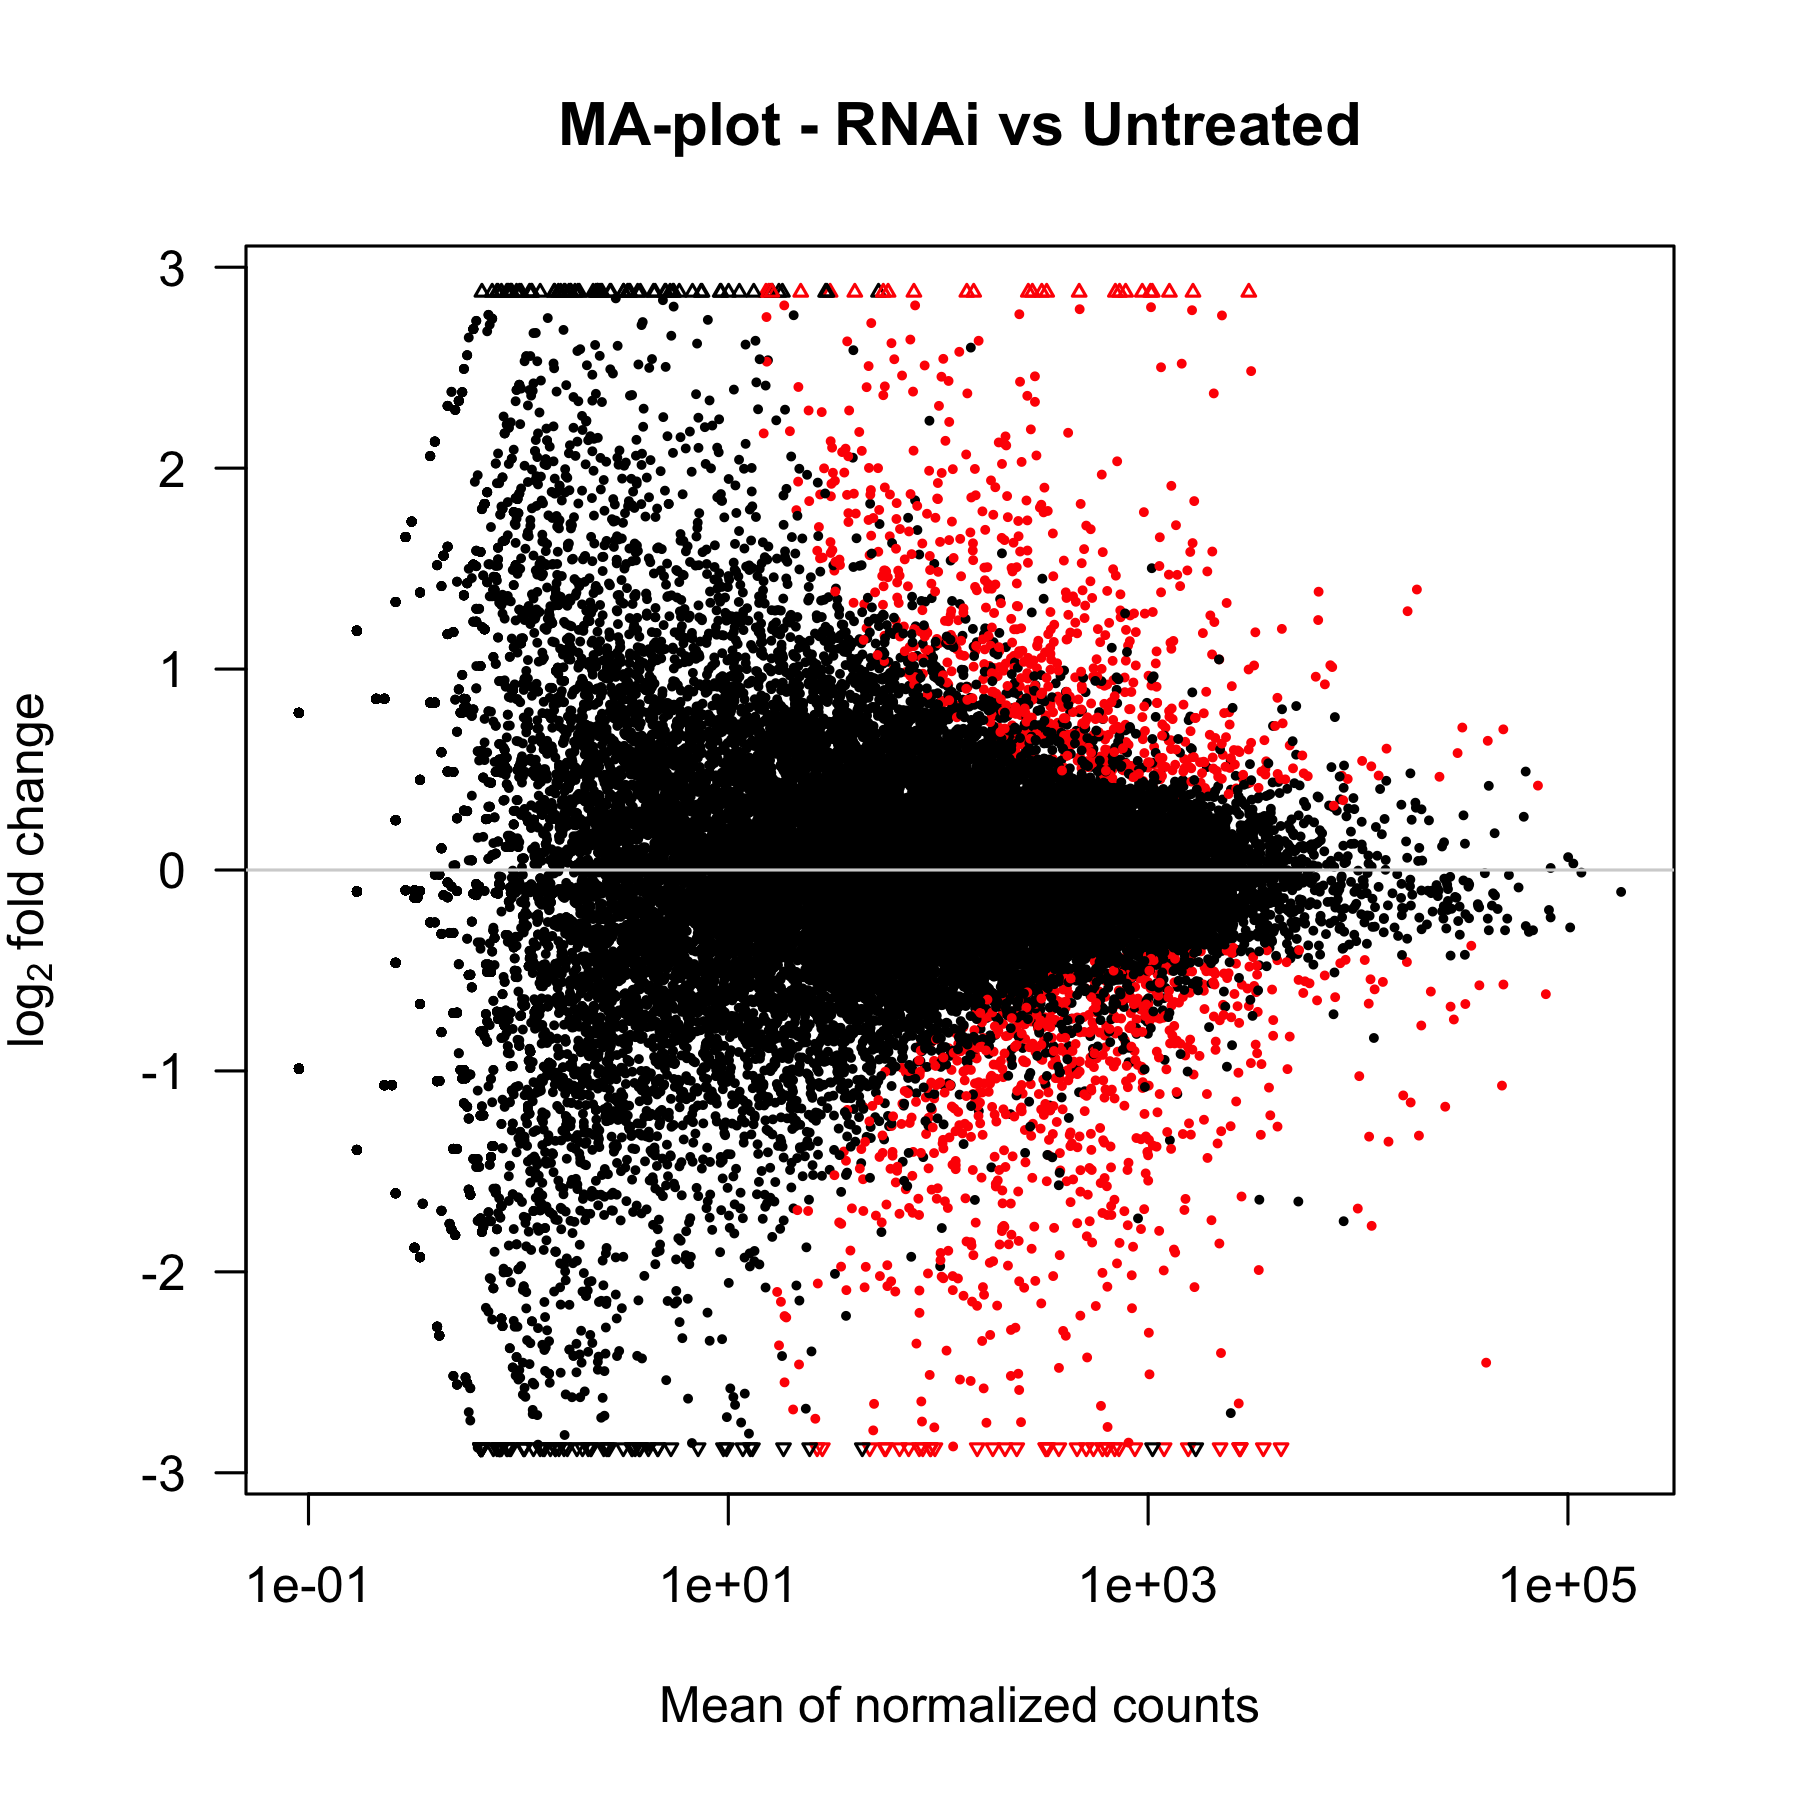 MA-plot - RNAi vs Untreated
3
2
1
0
-1
-2
-3
log₂ fold change
1e-01 1e+01 1e+03 1e+05
Mean of normalized counts